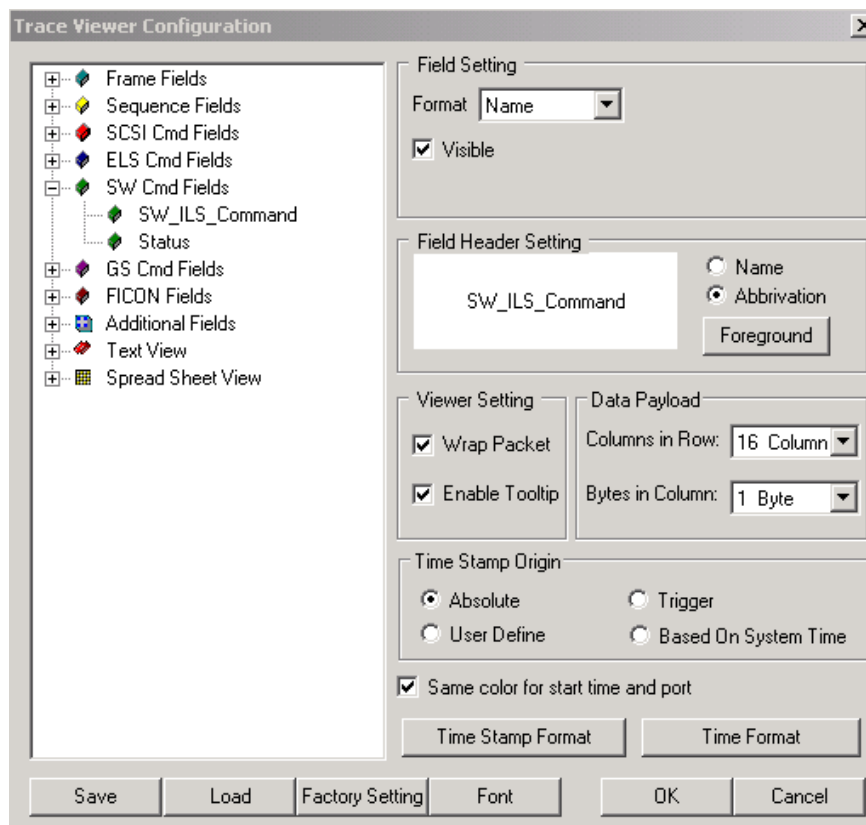 Trace Viewer Configuration
Frame Fields
Sequence Fields
SCSI Cmd Fields
ELS Cmd Fields
SW Cmd Fields
SW_ILS_Command
Status
GS Cmd Fields
FICON Fields
Additional Fields
Text View
Spread Sheet View
Field Setting
Format Name
Visible
Field Header Setting
SW_ILS_Command
Name
Abbrivation
Foreground
Viewer Setting
Wrap Packet
Enable Tooltip
Data Payload
Columns in Row: 16 Column
Bytes in Column: 1 Byte
Time Stamp Origin
Absolute
Trigger
User Define
Based On System Time
Same color for start time and port
Time Stamp Format
Time Format
Save
Load
Factory Setting
Font
OK
Cancel